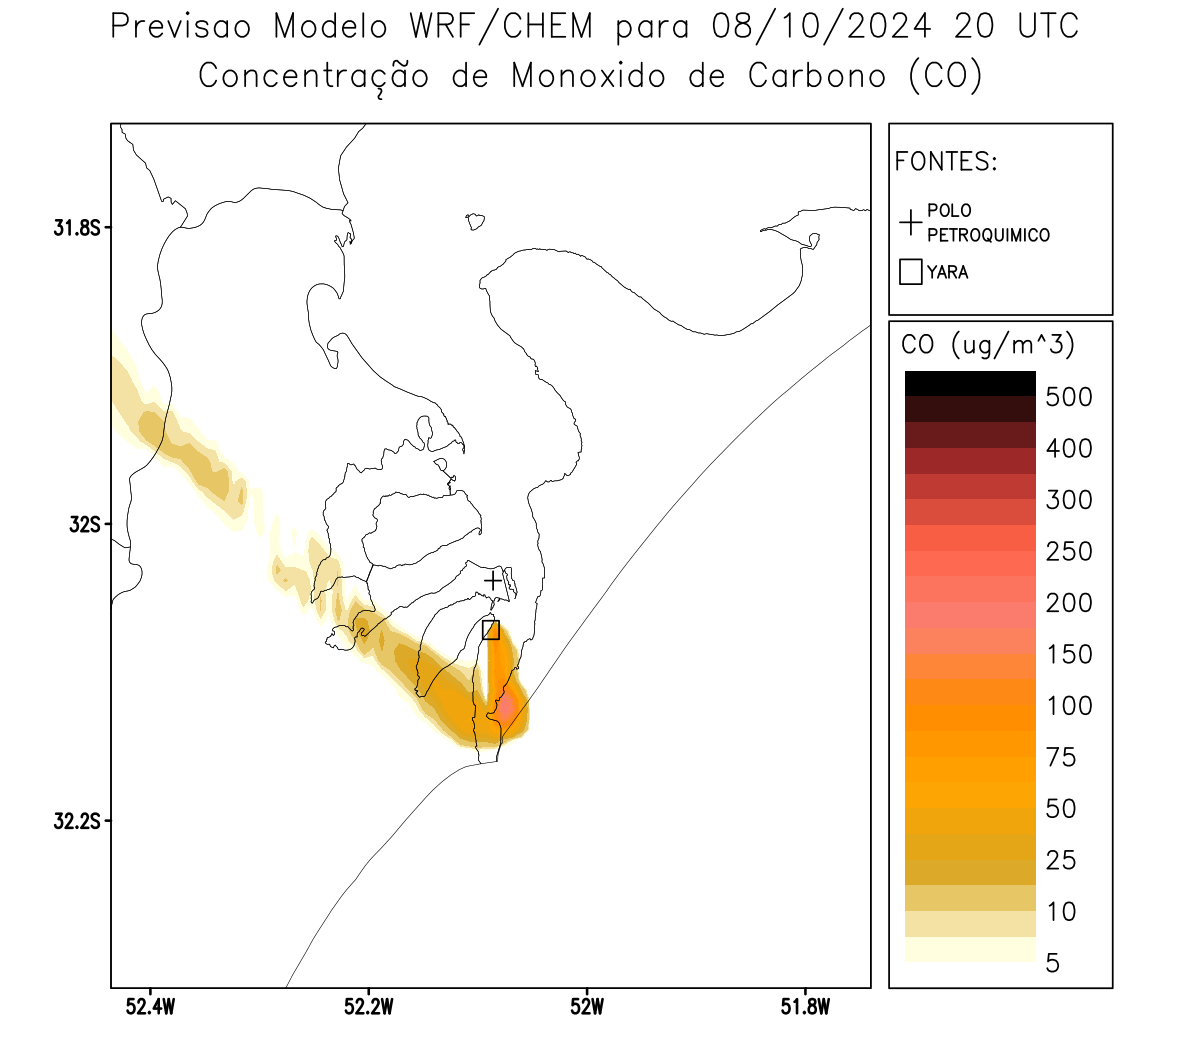 Previsao Modelo WRF/CHEM para 08/10/2024 20 UTC
Concentração de Monoxido de Carbono (CO)
FONTES:
POLO
PETROQUIMICO
YARA
CO (ug/m^3)
500
400
300
250
200
150
100
75
50
25
10
5
31.8S
32S
32.2S
52.4W
52.2W
52W
51.8W